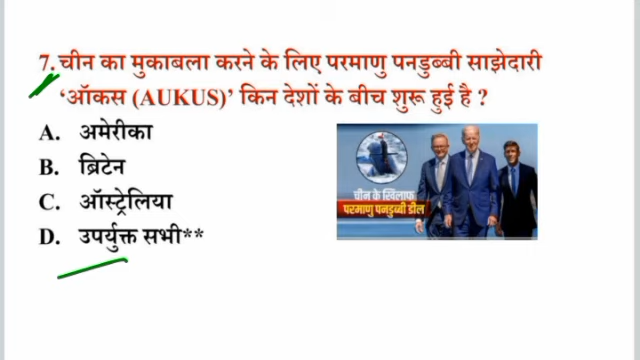 7. चीन का मुकाबला करने के लिए परमाणु पनडुब्बी साझेदारी
‘ऑकस (AUKUS)’ किन देशों के बीच शुरू हुई है ?
A. अमेरीका
B. ब्रिटेन
C. ऑस्ट्रेलिया
D. उपर्युक्त सभी**
चीन के खिलाफ
परमाणु पनडुब्बी डील